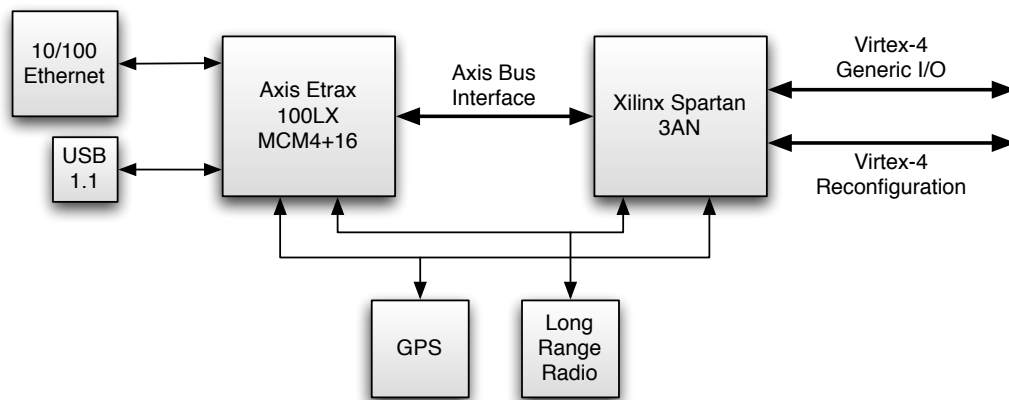 10/100
Ethernet
USB
1.1
Axis Etrax
100LX
MCM4+16
Axis Bus
Interface
Xilinx Spartan
3AN
Virtex-4
Generic I/O
Virtex-4
Reconfiguration
GPS
Long
Range
Radio